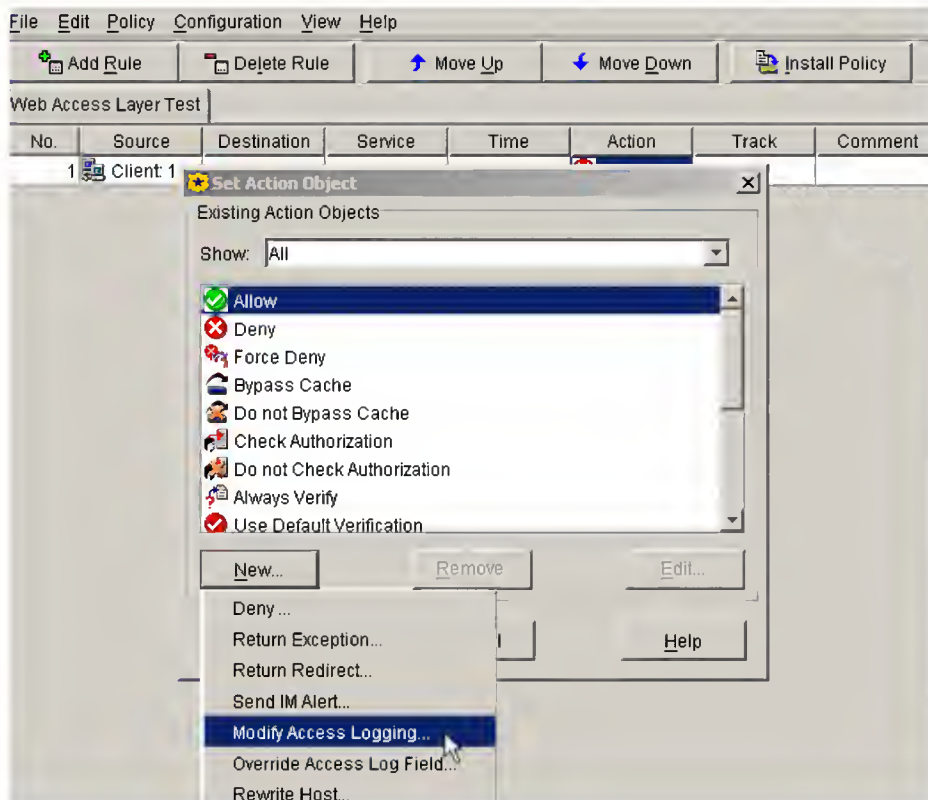 File Edit Policy Configuration View Help
Add Rule Delete Rule Move Up Move Down Install Policy
Web Access Layer Test
No. Source Destination Service Time Action Track Comment
1 Client: 1
Set Action Object
Existing Action Objects
Show: All
Allow
Deny
Force Deny
Bypass Cache
Do not Bypass Cache
Check Authorization
Do not Check Authorization
Always Verify
Use Default Verification
New... Remove Edit...
Deny ...
Return Exception...
Help
Return Redirect...
Send IM Alert...
Modify Access Logging...
Override Access Log Field...
Rewrite Host...